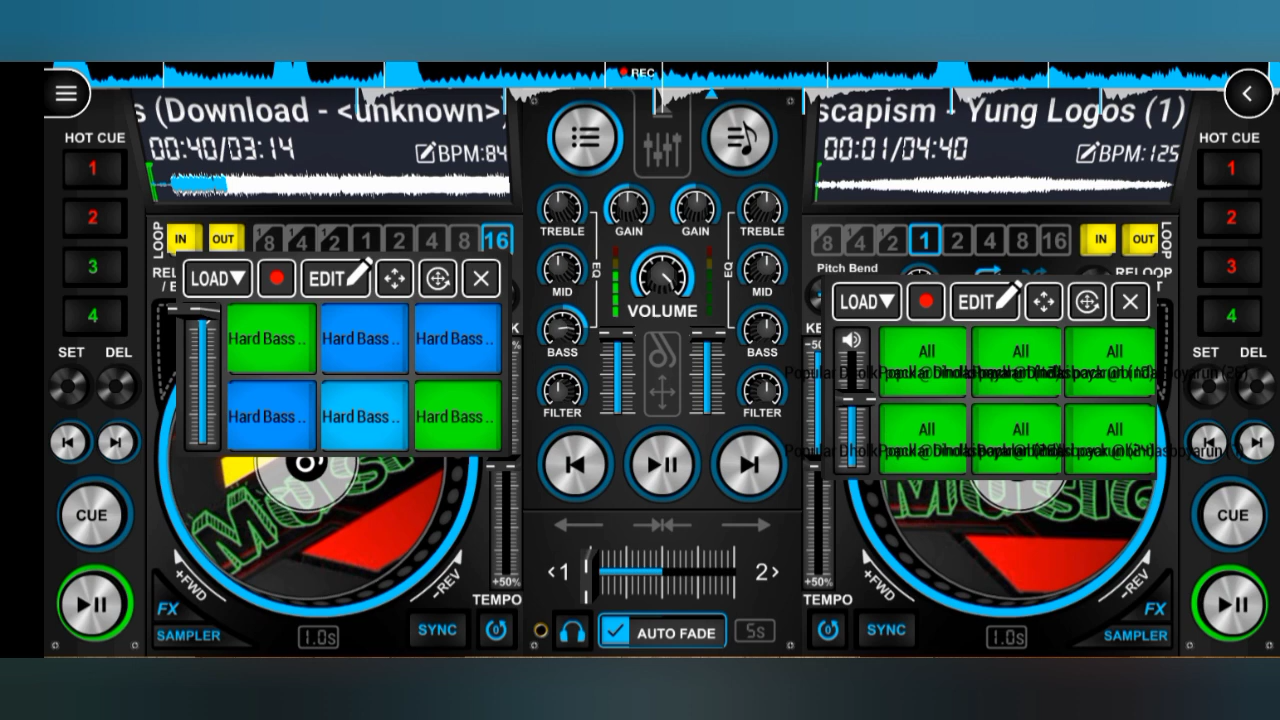 REC
s (Download - <unknown>)
00:40/03:14
BPM:84
scapism - Yung Logos (1)
00:01/04:40
BPM:125
HOT CUE
1
2
3
4
SET DEL
CUE
LOOP
IN OUT
/8 /4 /2 1 2 4 8 16
LOAD▼ EDIT
Hard Bass .. Hard Bass .. Hard Bass ..
Hard Bass .. Hard Bass .. Hard Bass ..
+FWD
-REV
FX
SAMPLER
1.0s
SYNC
+50%
TEMPO
TREBLE
GAIN
GAIN
TREBLE
EQ
EQ
MID
MID
VOLUME
BASS
BASS
FILTER
FILTER
<1
2>
AUTO FADE
5s
/8 /4 /2 1 2 4 8 16
IN OUT
LOOP
Pitch Bend
RELOOP
LOAD▼ EDIT
All All All
All All All
+50%
TEMPO
SYNC
1.0s
+FWD
-REV
FX
SAMPLER
HOT CUE
1
2
3
4
SET DEL
CUE